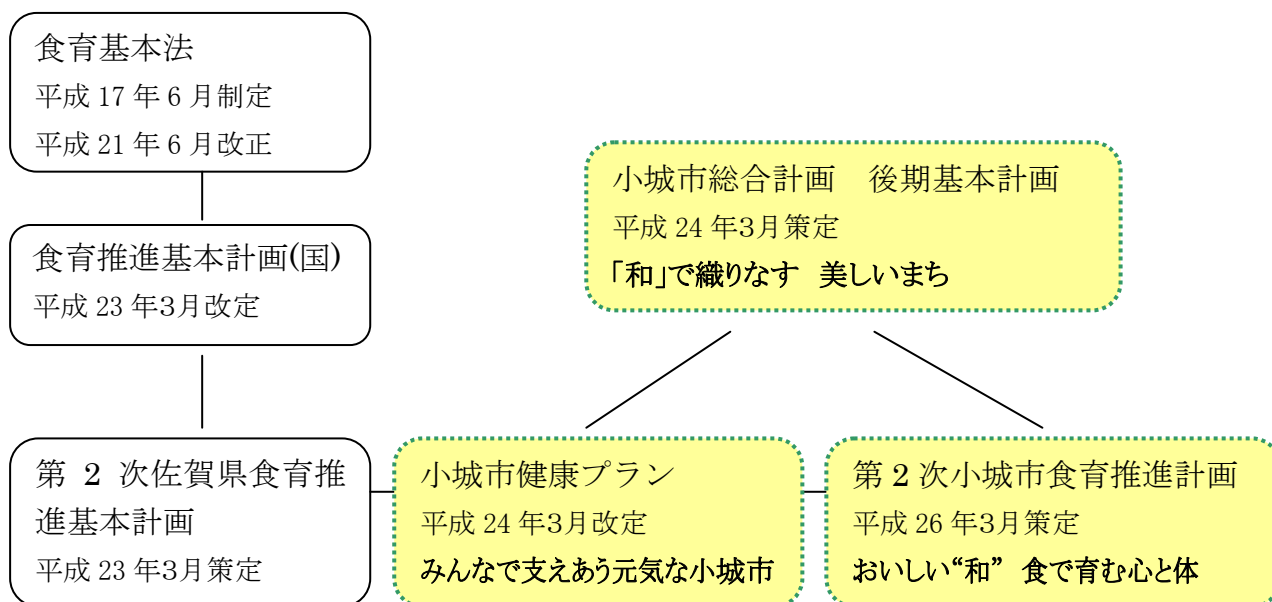 食育基本法
平成 17 年 6 月制定
平成 21 年 6 月改正
食育推進基本計画(国)
平成 23 年3月改定
小城市総合計画　後期基本計画
平成 24 年3月策定
「和」で織りなす　美しいまち
第 2 次佐賀県食育推
進基本計画
平成 23 年3月策定
小城市健康プラン
平成 24 年3月改定
みんなで支えあう元気な小城市
第 2 次小城市食育推進計画
平成 26 年3月策定
おいしい“和”　食で育む心と体